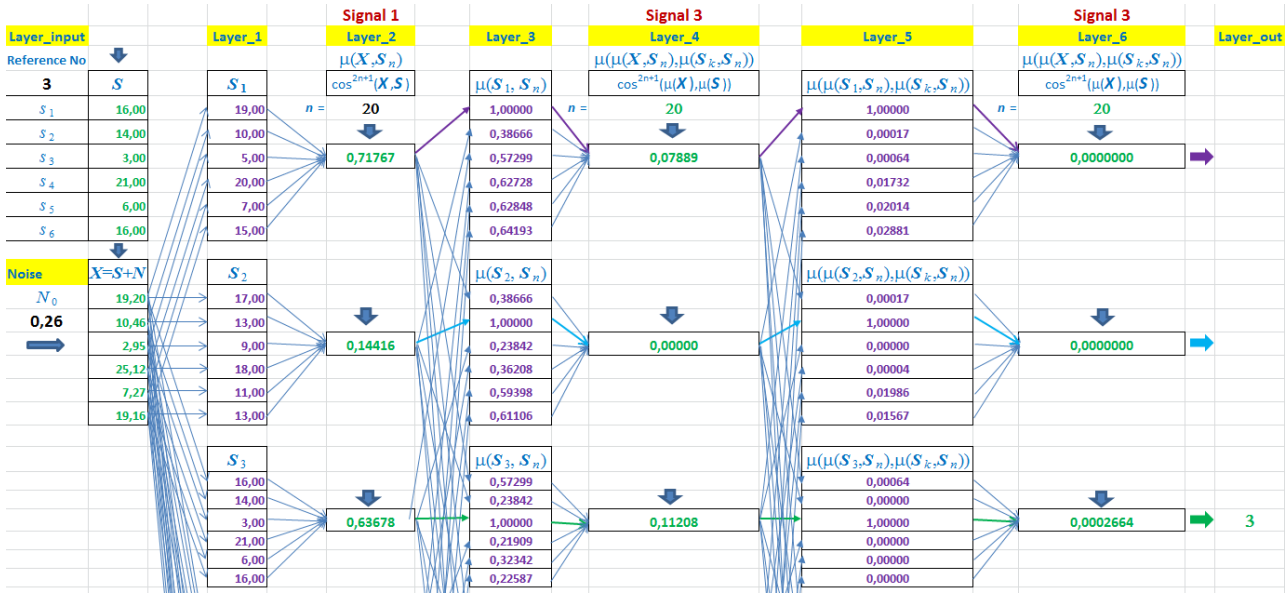 Signal 1 Signal 3 Signal 3
Layer_input Layer_1 Layer_2 Layer_3 Layer_4 Layer_5 Layer_6 Layer_out
Reference No μ(X,Sn) μ(μ(X,Sn),μ(Sk,Sn)) μ(μ(X,Sn),μ(Sk,Sn))
3 S S1 cos2n+1(X,S) μ(S1, Sn) cos2n+1(μ(X),μ(S)) μ(μ(S1,Sn),μ(Sk,Sn)) cos2n+1(μ(X),μ(S))
s1 16,00 19,00 n = 20 1,00000 n = 20 1,00000 n = 20
s2 14,00 10,00 0,38666 0,00017
s3 3,00 5,00 0,71767 0,57299 0,07889 0,00064 0,0000000
s4 21,00 20,00 0,62728 0,01732
s5 6,00 7,00 0,62848 0,02014
s6 16,00 15,00 0,64193 0,02881
Noise X=S+N S2 μ(S2, Sn) μ(μ(S2,Sn),μ(Sk,Sn))
N0 19,20 17,00 0,38666 0,00017
0,26 10,46 13,00 1,00000 1,00000
2,95 9,00 0,14416 0,23842 0,00000 0,00000 0,0000000
25,12 18,00 0,36208 0,00004
7,27 11,00 0,59398 0,01986
19,16 13,00 0,61106 0,01567
S3 μ(S3, Sn) μ(μ(S3,Sn),μ(Sk,Sn))
16,00 0,57299 0,00064
14,00 0,23842 0,00000
3,00 0,63678 1,00000 0,11208 1,00000 0,0002664 3
21,00 0,21909 0,00000
6,00 0,32342 0,00000
16,00 0,22587 0,00000